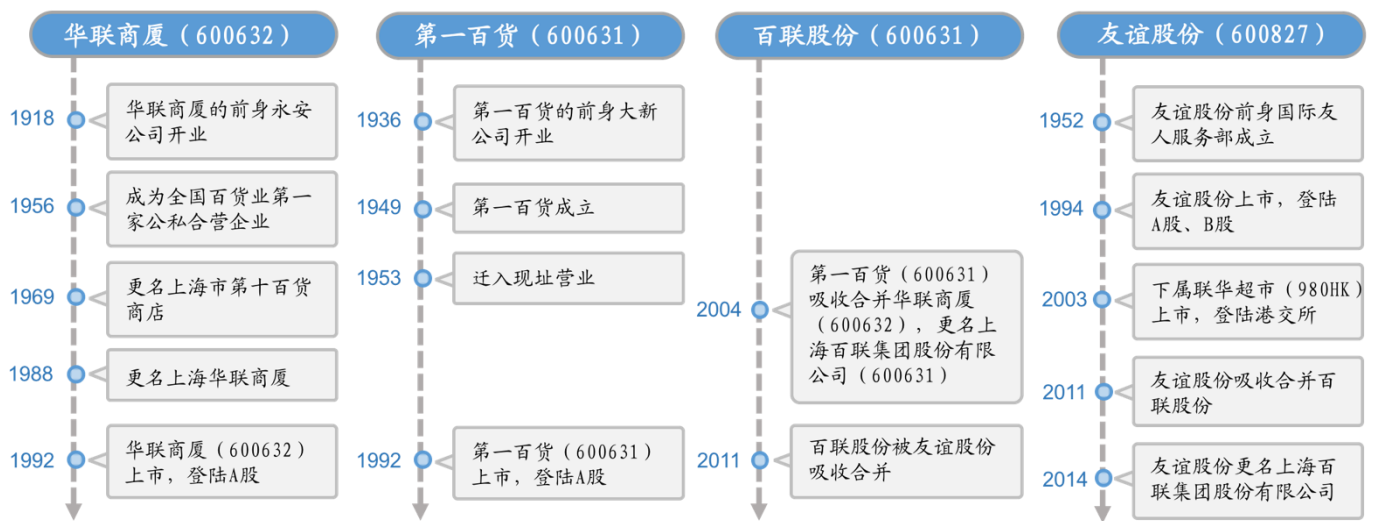 华联商厦（600632）
1918
华联商厦的前身永安
公司开业
1956
成为全国百货业第一
家公私合营企业
1969
更名上海市第十百货
商店
1988
更名上海华联商厦
1992
华联商厦（600632）
上市，登陆A股
第一百货（600631）
1936
第一百货的前身大新
公司开业
1949
第一百货成立
1953
迁入现址营业
1992
第一百货（600631）
上市，登陆A股
百联股份（600631）
2004
第一百货（600631）
吸收合并华联商厦
（600632），更名上
海百联集团股份有限
公司（600631）
2011
百联股份被友谊股份
吸收合并
友谊股份（600827）
1952
友谊股份前身国际友
人服务部成立
1994
友谊股份上市，登陆
A股、B股
2003
下属联华超市（980HK）
上市，登陆港交所
2011
友谊股份吸收合并百
联股份
2014
友谊股份更名上海百
联集团股份有限公司